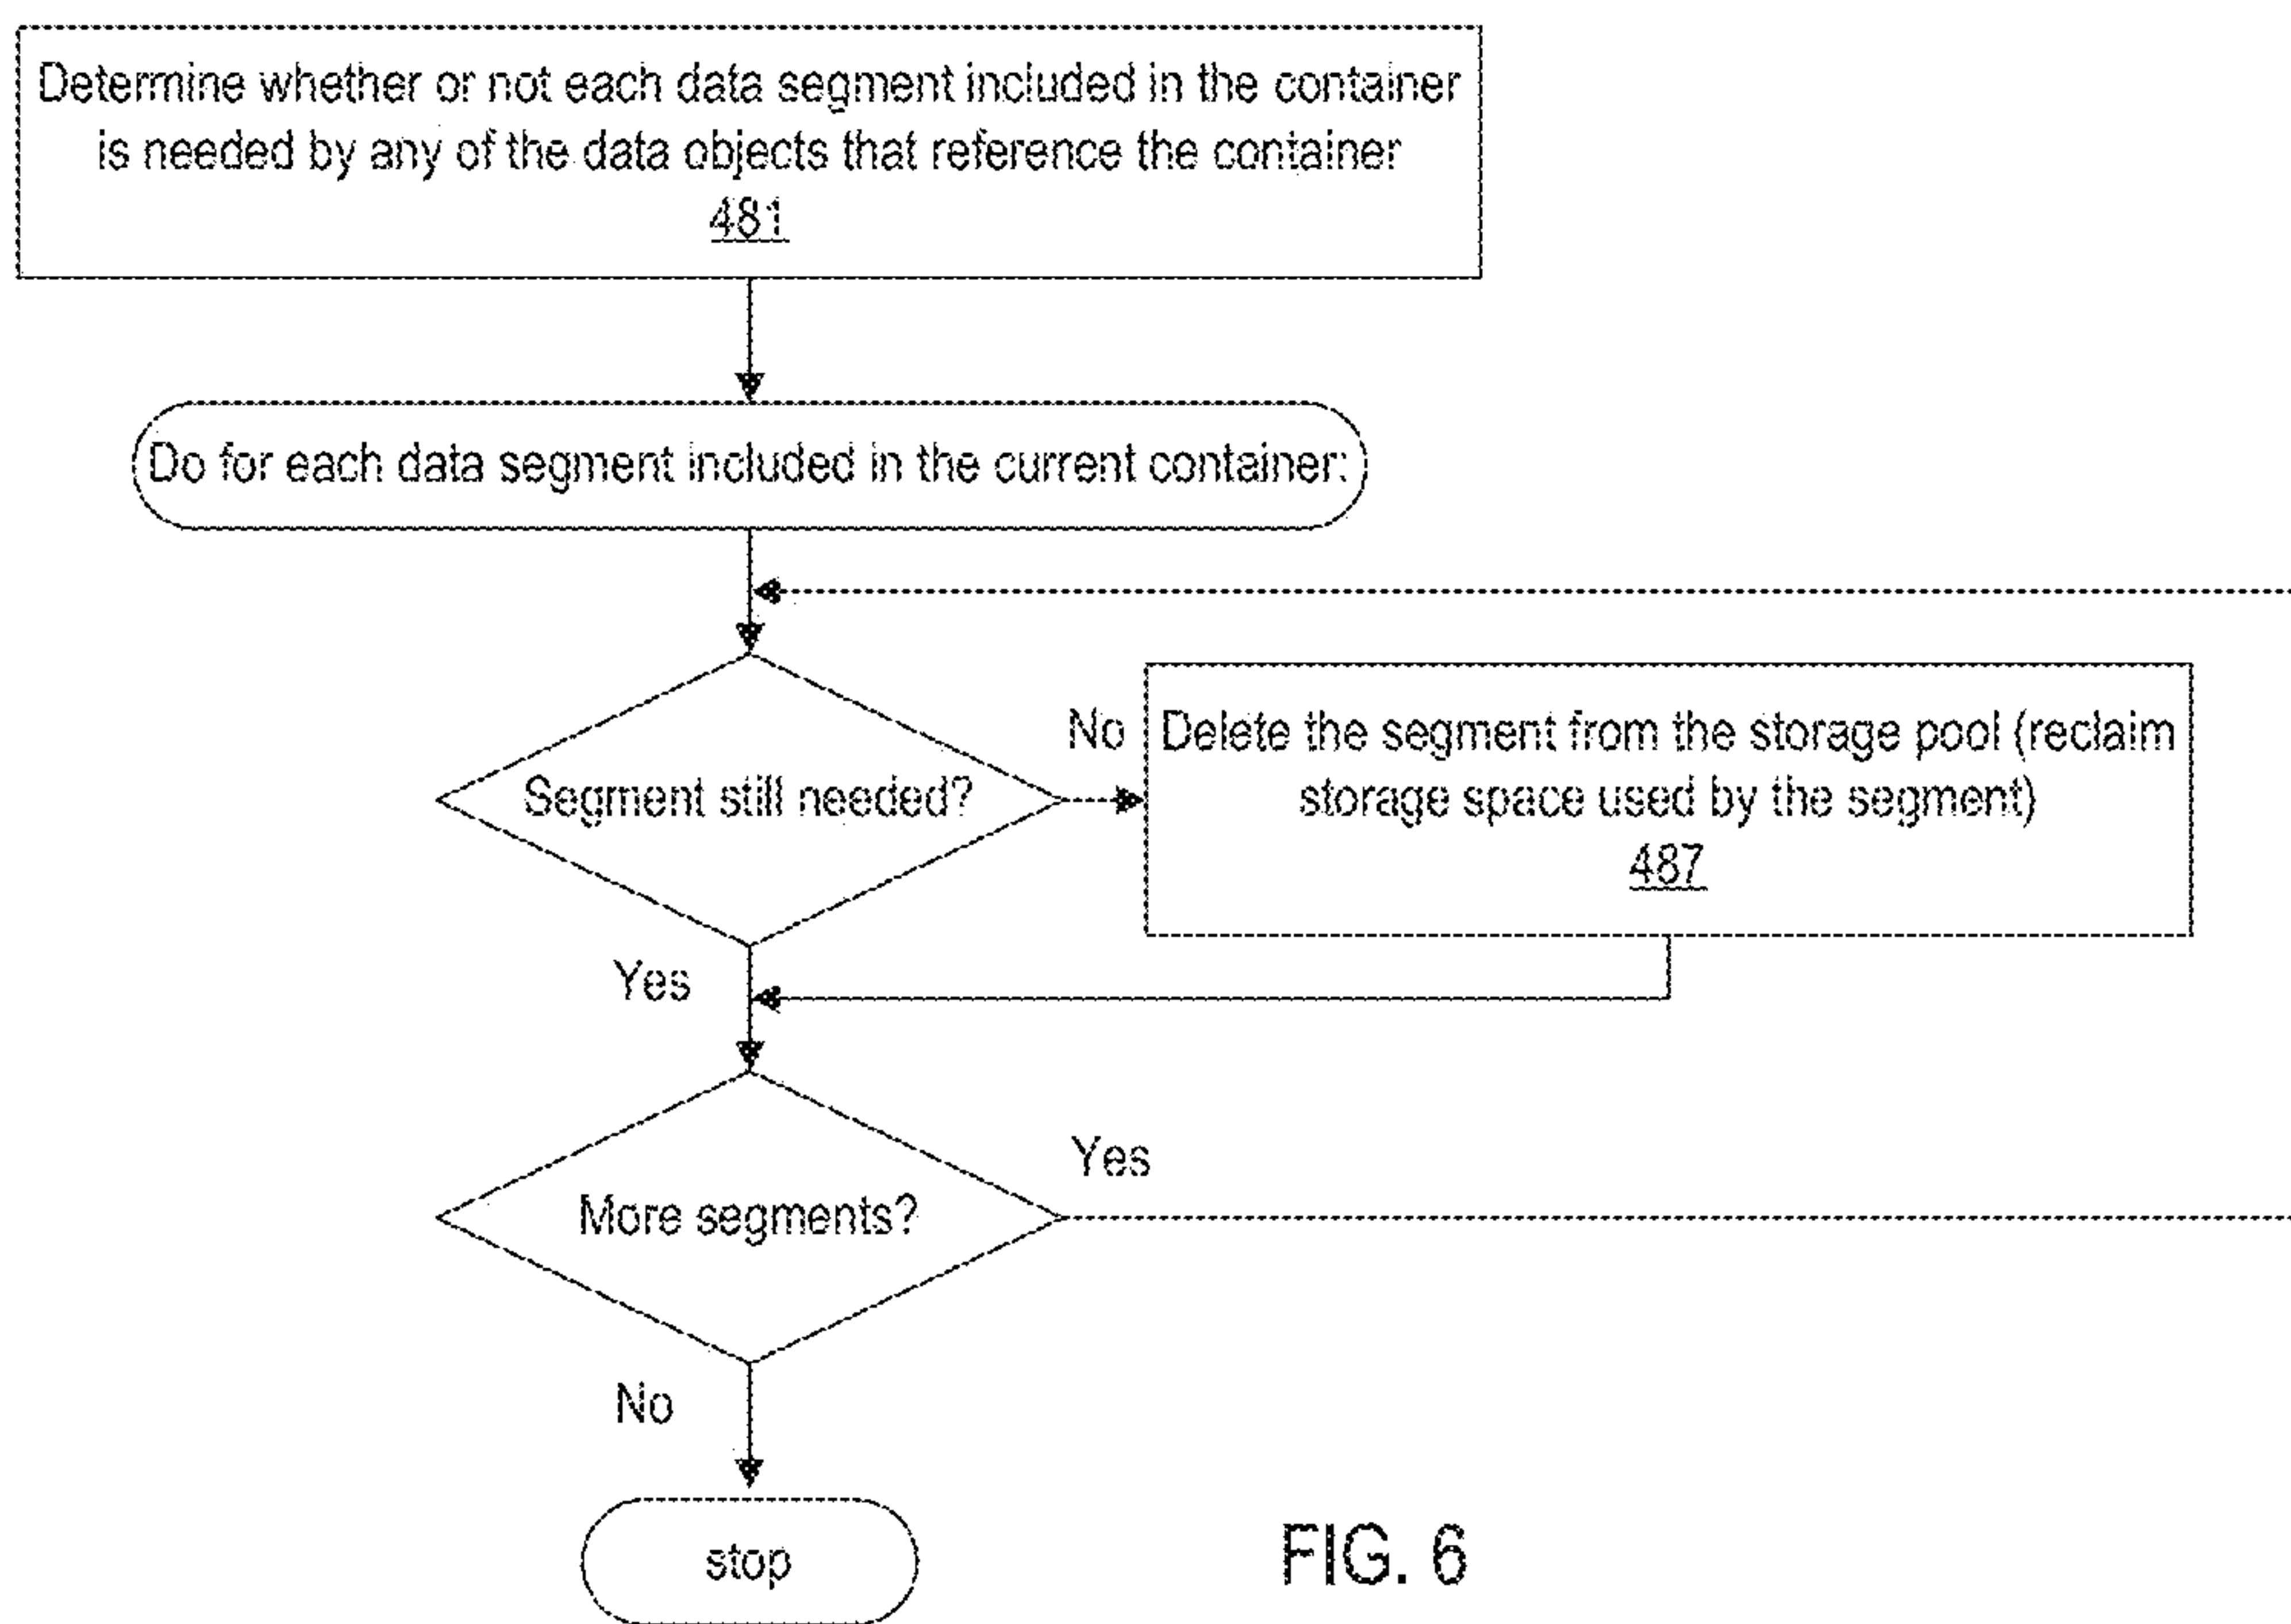 Determine whether or not each data segment included in the container
is needed by any of the data objects that reference the container
481
Do for each data segment included in the current container:
Segment still needed?
No
Delete the segment from the storage pool (reclaim
storage space used by the segment)
487
Yes
More segments?
Yes
No
stop
FIG. 6